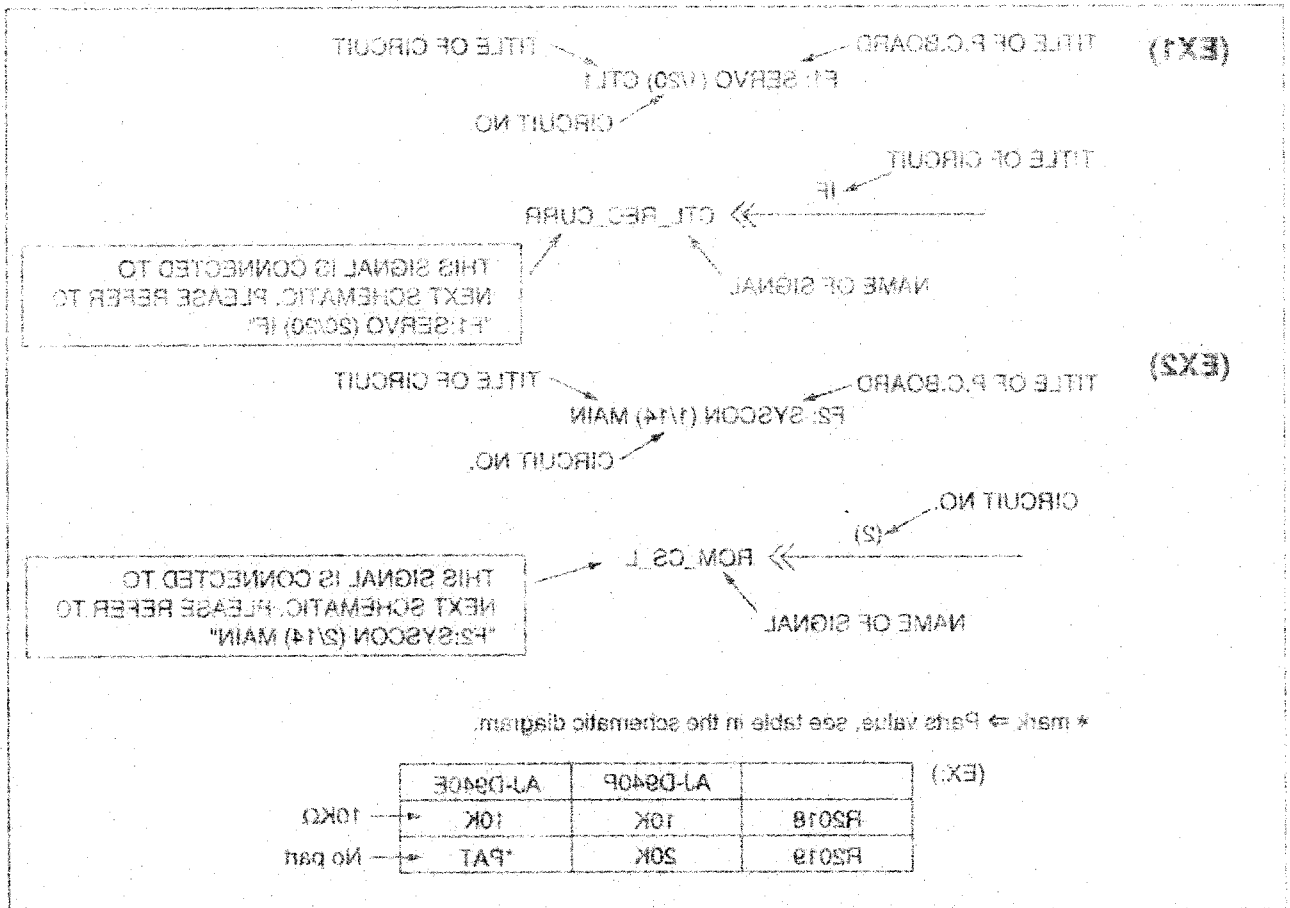 (EX1)
TITLE OF P.C.BOARD TITLE OF CIRCUIT
F1: SERVO (1/20) CTL1
CIRCUIT NO.
TITLE OF CIRCUIT
IF
CTL_REC_CURR
NAME OF SIGNAL
THIS SIGNAL IS CONNECTED TO
NEXT SCHEMATIC. PLEASE REFER TO
"F1:SERVO (20/20) IF"
(EX2)
TITLE OF P.C.BOARD TITLE OF CIRCUIT
F2: SYSCON (1/14) MAIN
CIRCUIT NO.
CIRCUIT NO.
(2)
ROM_CS_L
NAME OF SIGNAL
THIS SIGNAL IS CONNECTED TO
NEXT SCHEMATIC. PLEASE REFER TO
"F2:SYSCON (2/14) MAIN"
* mark ⇒ Parts value, see table in the schematic diagram.
(EX:)
AJ-D940P AJ-D940E
R2018 10K 10K 10KΩ
R2019 20K *PAT No part